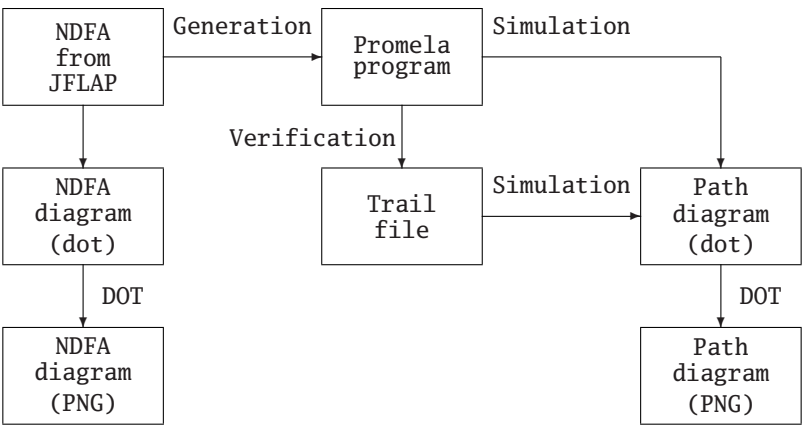 NDFA
from
JFLAP
Generation
Promela
program
Simulation
Verification
NDFA
diagram
(dot)
Trail
file
Simulation
Path
diagram
(dot)
DOT
DOT
NDFA
diagram
(PNG)
Path
diagram
(PNG)